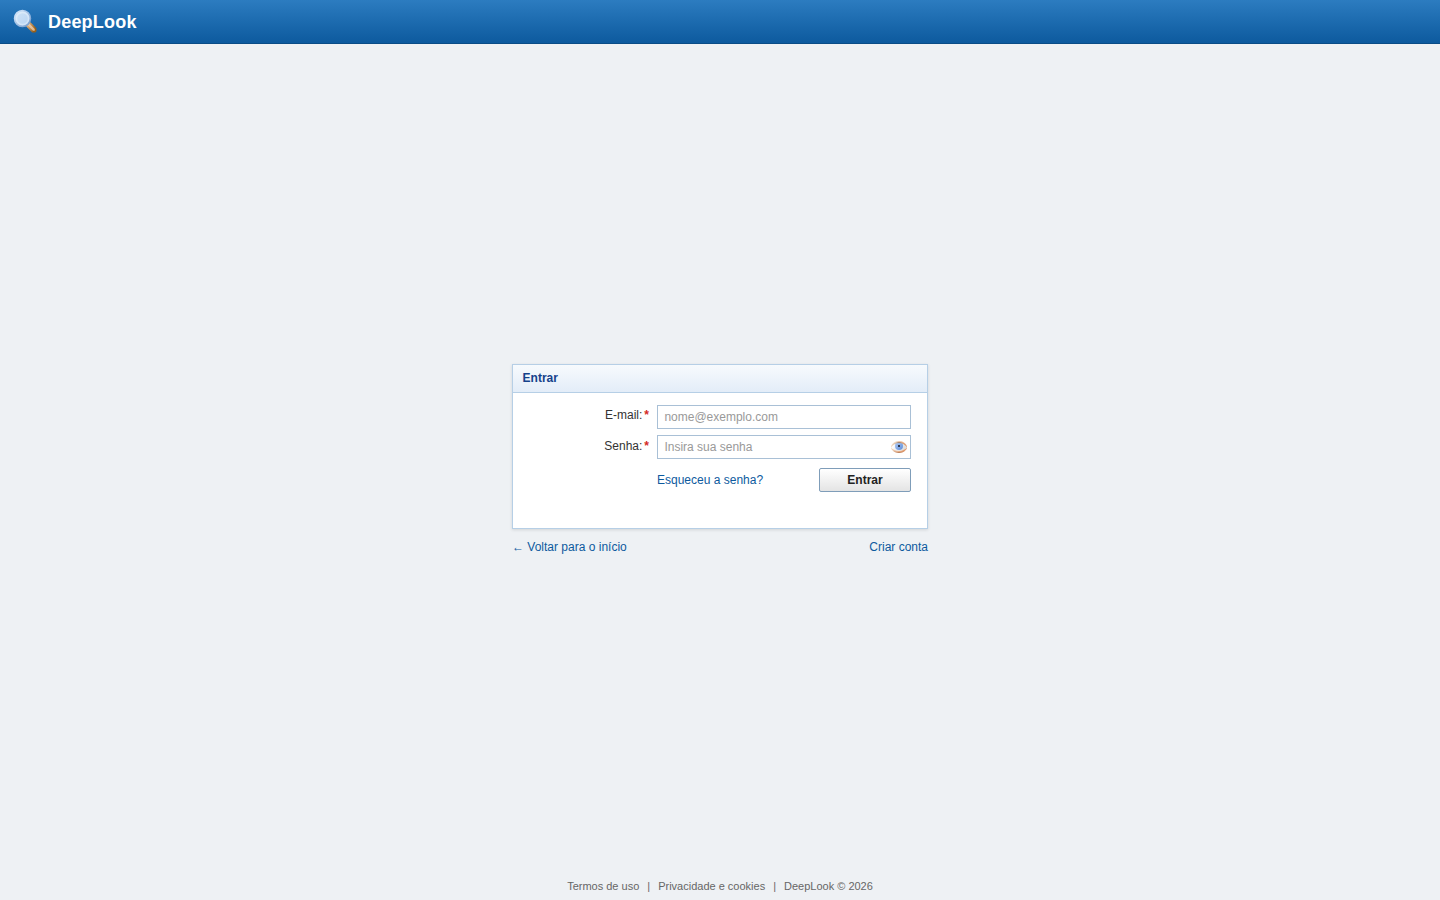 DeepLook
Entrar
E-mail:* nome@exemplo.com
Senha:* Insira sua senha
Esqueceu a senha? Entrar
← Voltar para o início Criar conta
Termos de uso | Privacidade e cookies | DeepLook © 2026